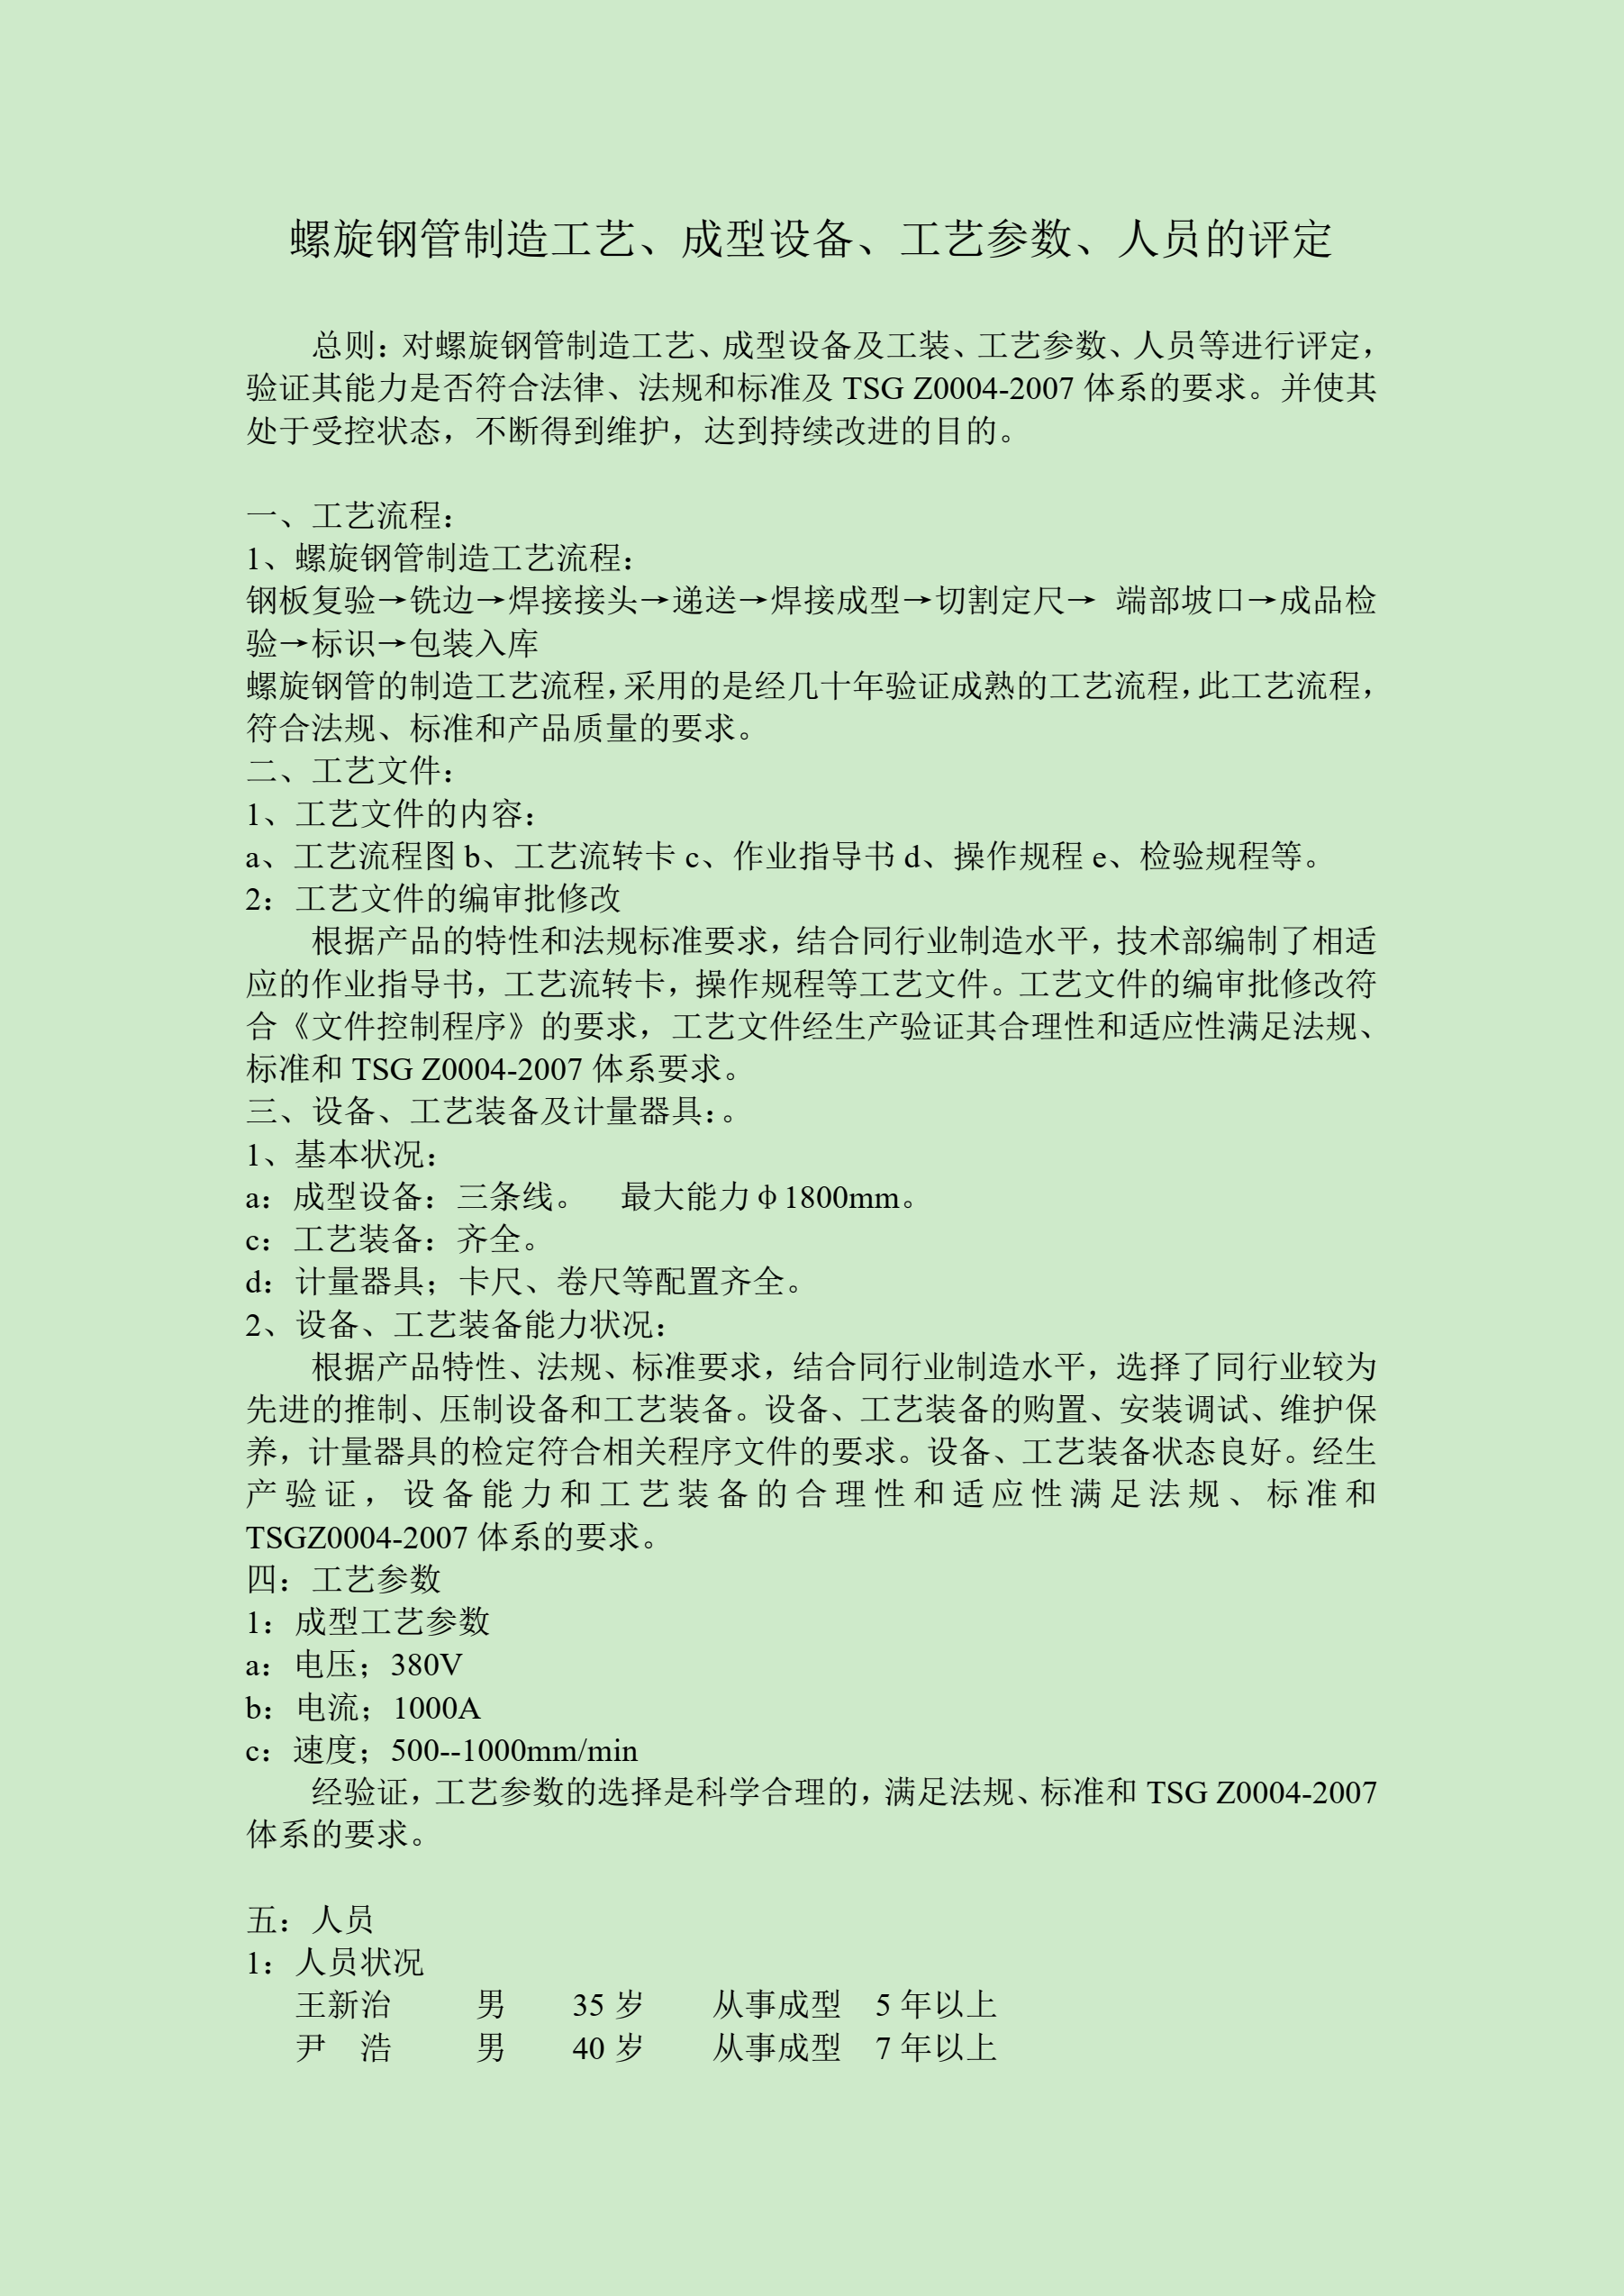 螺旋钢管制造工艺、成型设备、工艺参数、人员的评定
总则：对螺旋钢管制造工艺、成型设备及工装、工艺参数、人员等进行评定，
验证其能力是否符合法律、法规和标准及 TSG Z0004-2007 体系的要求。并使其
处于受控状态，不断得到维护，达到持续改进的目的。
一、工艺流程：
1、螺旋钢管制造工艺流程：
钢板复验→铣边→焊接接头→递送→焊接成型→切割定尺→ 端部坡口→成品检
验→标识→包装入库
螺旋钢管的制造工艺流程，采用的是经几十年验证成熟的工艺流程，此工艺流程，
符合法规、标准和产品质量的要求。
二、工艺文件：
1、工艺文件的内容：
a、工艺流程图 b、工艺流转卡 c、作业指导书 d、操作规程 e、检验规程等。
2：工艺文件的编审批修改
根据产品的特性和法规标准要求，结合同行业制造水平，技术部编制了相适
应的作业指导书，工艺流转卡，操作规程等工艺文件。工艺文件的编审批修改符
合《文件控制程序》的要求，工艺文件经生产验证其合理性和适应性满足法规、
标准和 TSG Z0004-2007 体系要求。
三、设备、工艺装备及计量器具：。
1、基本状况：
a：成型设备：三条线。 最大能力φ1800mm。
c：工艺装备：齐全。
d：计量器具；卡尺、卷尺等配置齐全。
2、设备、工艺装备能力状况：
根据产品特性、法规、标准要求，结合同行业制造水平，选择了同行业较为
先进的推制、压制设备和工艺装备。设备、工艺装备的购置、安装调试、维护保
养，计量器具的检定符合相关程序文件的要求。设备、工艺装备状态良好。经生
产验证，设备能力和工艺装备的合理性和适应性满足法规、标准和
TSGZ0004-2007 体系的要求。
四：工艺参数
1：成型工艺参数
a：电压；380V
b：电流；1000A
c：速度；500--1000mm/min
经验证，工艺参数的选择是科学合理的，满足法规、标准和 TSG Z0004-2007
体系的要求。
五：人员
1：人员状况
王新治 男 35 岁 从事成型 5 年以上
尹 浩 男 40 岁 从事成型 7 年以上